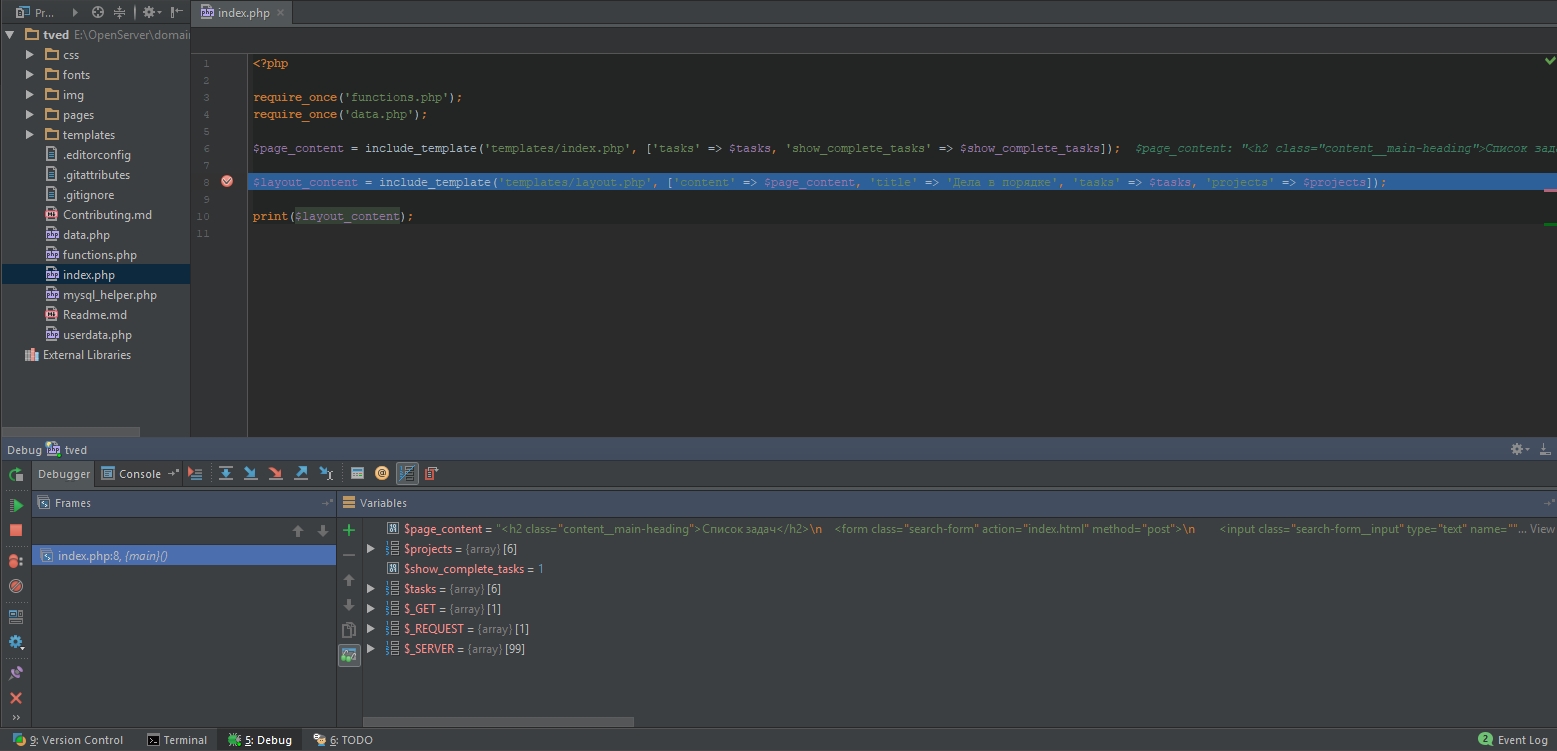 Pr...
index.php
tved E:\OpenServer\domai
css
fonts
img
pages
templates
.editorconfig
.gitattributes
.gitignore
Contributing.md
data.php
functions.php
index.php
mysql_helper.php
Readme.md
userdata.php
External Libraries
1 <?php
2
3 require_once('functions.php');
4 require_once('data.php');
5
6 $page_content = include_template('templates/index.php', ['tasks' => $tasks, 'show_complete_tasks' => $show_complete_tasks]); $page_content: "<h2 class="content__main-heading">Список зада
7
8 $layout_content = include_template('templates/layout.php', ['content' => $page_content, 'title' => 'Дела в порядке', 'tasks' => $tasks, 'projects' => $projects]);
9
10 print($layout_content);
11
Debug tved
Debugger Console
Frames
index.php:8, {main}()
Variables
$page_content = "<h2 class="content__main-heading">Список задач</h2>\n <form class="search-form" action="index.html" method="post">\n <input class="search-form__input" type="text" name=""... View
$projects = {array} [6]
$show_complete_tasks = 1
$tasks = {array} [6]
$_GET = {array} [1]
$_REQUEST = {array} [1]
$_SERVER = {array} [99]
9: Version Control Terminal 5: Debug 6: TODO 2 Event Log